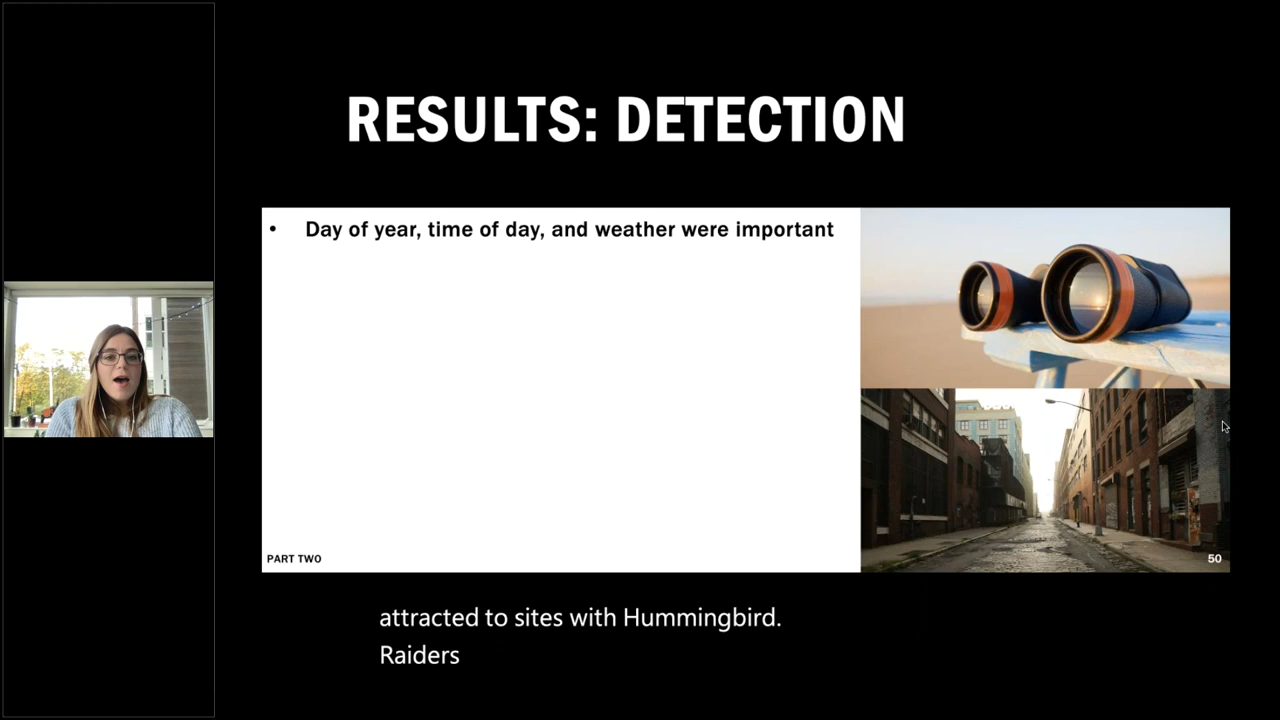 RESULTS: DETECTION
• Day of year, time of day, and weather were important
PART TWO
50
attracted to sites with Hummingbird.
Raiders